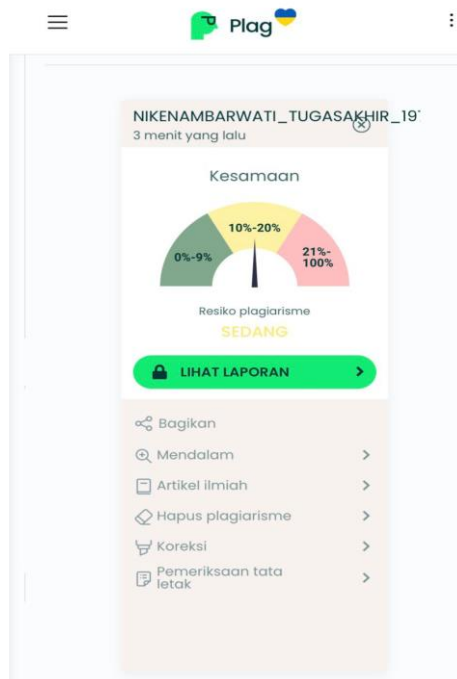 Plag
NIKENAMBARWATI_TUGASAKHIR_19
3 menit yang lalu
Kesamaan
10%-20%
0%-9%
21%-
100%
Resiko plagiarisme
SEDANG
LIHAT LAPORAN
Bagikan
Mendalam
Artikel ilmiah
Hapus plagiarisme
Koreksi
Pemeriksaan tata
letak